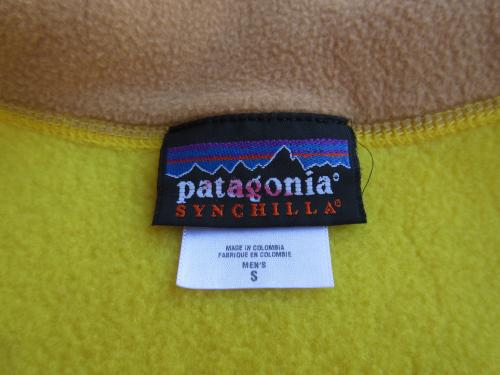 patagonia®
SYNCHILLA®
MADE IN COLOMBIA
FABRIQUE EN COLOMBIE
MEN'S
S